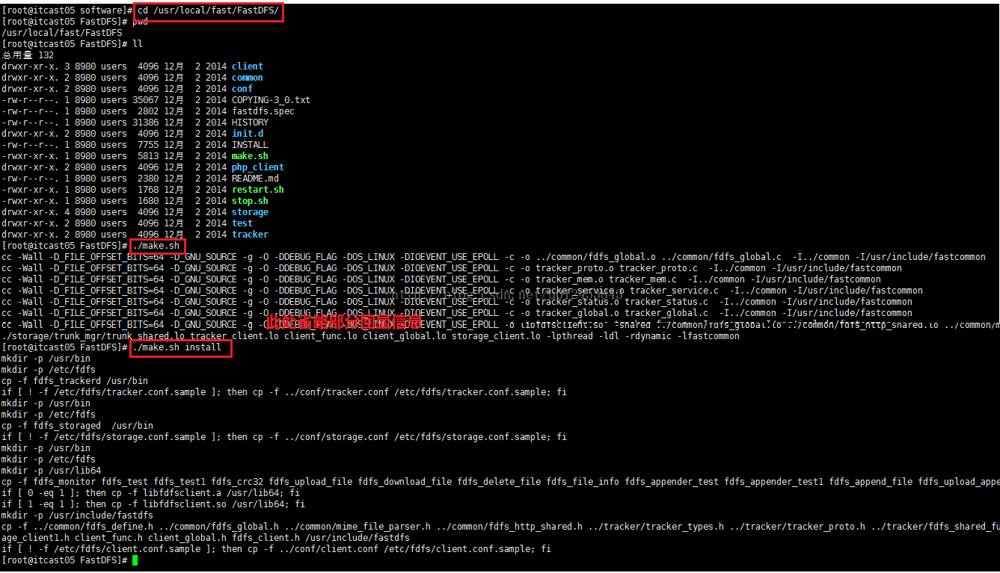 [root@itcast05 software]# cd /usr/local/fast/FastDFS/
[root@itcast05 FastDFS]# pwd
/usr/local/fast/FastDFS
[root@itcast05 FastDFS]# ll
总用量 132
drwxr-xr-x. 3 8980 users  4096 12月  2 2014 client
drwxr-xr-x. 2 8980 users  4096 12月  2 2014 common
drwxr-xr-x. 2 8980 users  4096 12月  2 2014 conf
-rw-r--r--. 1 8980 users 35067 12月  2 2014 COPYING-3_0.txt
-rw-r--r--. 1 8980 users  2802 12月  2 2014 fastdfs.spec
-rw-r--r--. 1 8980 users 31386 12月  2 2014 HISTORY
drwxr-xr-x. 2 8980 users  4096 12月  2 2014 init.d
-rw-r--r--. 1 8980 users  7755 12月  2 2014 INSTALL
-rwxr-xr-x. 1 8980 users  5813 12月  2 2014 make.sh
drwxr-xr-x. 2 8980 users  4096 12月  2 2014 php_client
-rw-r--r--. 1 8980 users  2380 12月  2 2014 README.md
-rwxr-xr-x. 1 8980 users  1768 12月  2 2014 restart.sh
-rwxr-xr-x. 1 8980 users  1680 12月  2 2014 stop.sh
drwxr-xr-x. 4 8980 users  4096 12月  2 2014 storage
drwxr-xr-x. 2 8980 users  4096 12月  2 2014 test
drwxr-xr-x. 2 8980 users  4096 12月  2 2014 tracker
[root@itcast05 FastDFS]# ./make.sh
cc -Wall -D_FILE_OFFSET_BITS=64 -D_GNU_SOURCE -g -O -DDEBUG_FLAG -DOS_LINUX -DIOEVENT_USE_EPOLL -c -o ../common/fdfs_global.o ../common/fdfs_global.c  -I../common -I/usr/include/fastcommon
cc -Wall -D_FILE_OFFSET_BITS=64 -D_GNU_SOURCE -g -O -DDEBUG_FLAG -DOS_LINUX -DIOEVENT_USE_EPOLL -c -o tracker_proto.o tracker_proto.c  -I../common -I/usr/include/fastcommon
cc -Wall -D_FILE_OFFSET_BITS=64 -D_GNU_SOURCE -g -O -DDEBUG_FLAG -DOS_LINUX -DIOEVENT_USE_EPOLL -c -o tracker_mem.o tracker_mem.c  -I../common -I/usr/include/fastcommon
cc -Wall -D_FILE_OFFSET_BITS=64 -D_GNU_SOURCE -g -O -DDEBUG_FLAG -DOS_LINUX -DIOEVENT_USE_EPOLL -c -o tracker_service.o tracker_service.c  -I../common -I/usr/include/fastcommon
cc -Wall -D_FILE_OFFSET_BITS=64 -D_GNU_SOURCE -g -O -DDEBUG_FLAG -DOS_LINUX -DIOEVENT_USE_EPOLL -c -o tracker_status.o tracker_status.c  -I../common -I/usr/include/fastcommon
cc -Wall -D_FILE_OFFSET_BITS=64 -D_GNU_SOURCE -g -O -DDEBUG_FLAG -DOS_LINUX -DIOEVENT_USE_EPOLL -c -o tracker_global.o tracker_global.c  -I../common -I/usr/include/fastcommon
此处省略部分回显信息
cc -Wall -D_FILE_OFFSET_BITS=64 -D_GNU_SOURCE -g -O -DDEBUG_FLAG -DOS_LINUX -DIOEVENT_USE_EPOLL -o libfdfsclient.so -shared ../common/fdfs_global.lo ../common/fdfs_http_shared.lo ../common/m
./storage/trunk_mgr/trunk_shared.lo tracker_client.lo client_func.lo client_global.lo storage_client.lo -lpthread -ldl -rdynamic -lfastcommon
[root@itcast05 FastDFS]# ./make.sh install
mkdir -p /usr/bin
mkdir -p /etc/fdfs
cp -f fdfs_trackerd /usr/bin
if [ ! -f /etc/fdfs/tracker.conf.sample ]; then cp -f ../conf/tracker.conf /etc/fdfs/tracker.conf.sample; fi
mkdir -p /usr/bin
mkdir -p /etc/fdfs
cp -f fdfs_storaged  /usr/bin
if [ ! -f /etc/fdfs/storage.conf.sample ]; then cp -f ../conf/storage.conf /etc/fdfs/storage.conf.sample; fi
mkdir -p /usr/bin
mkdir -p /etc/fdfs
mkdir -p /usr/lib64
cp -f fdfs_monitor fdfs_test fdfs_test1 fdfs_crc32 fdfs_upload_file fdfs_download_file fdfs_delete_file fdfs_file_info fdfs_appender_test fdfs_appender_test1 fdfs_append_file fdfs_upload_appe
if [ 0 -eq 1 ]; then cp -f libfdfsclient.a /usr/lib64; fi
if [ 1 -eq 1 ]; then cp -f libfdfsclient.so /usr/lib64; fi
mkdir -p /usr/include/fastdfs
cp -f ../common/fdfs_define.h ../common/fdfs_global.h ../common/mime_file_parser.h ../common/fdfs_http_shared.h ../tracker/tracker_types.h ../tracker/tracker_proto.h ../tracker/fdfs_shared_fu
age_client1.h client_func.h client_global.h fdfs_client.h /usr/include/fastdfs
if [ ! -f /etc/fdfs/client.conf.sample ]; then cp -f ../conf/client.conf /etc/fdfs/client.conf.sample; fi
[root@itcast05 FastDFS]#